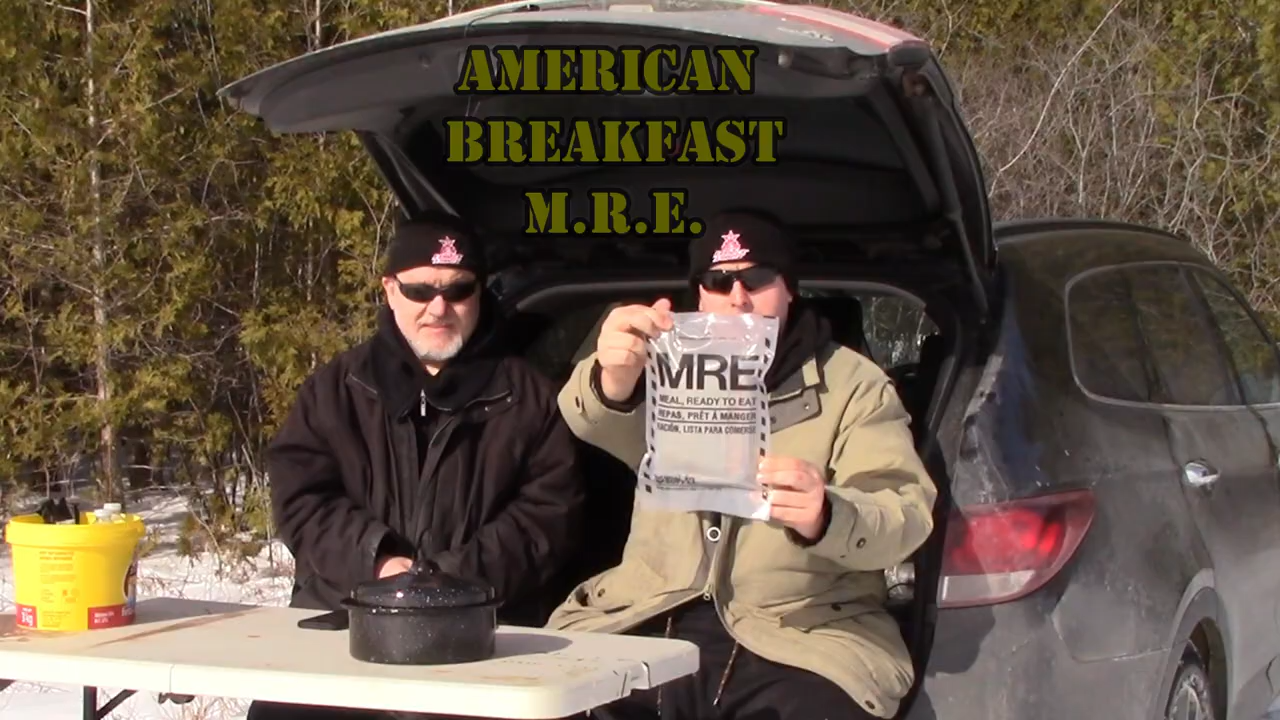 AMERICAN
BREAKFAST
M.R.E.
MRE
MEAL, READY TO EAT
REPAS, PRÊT À MANGER
RACIÓN, LISTA PARA COMERSE